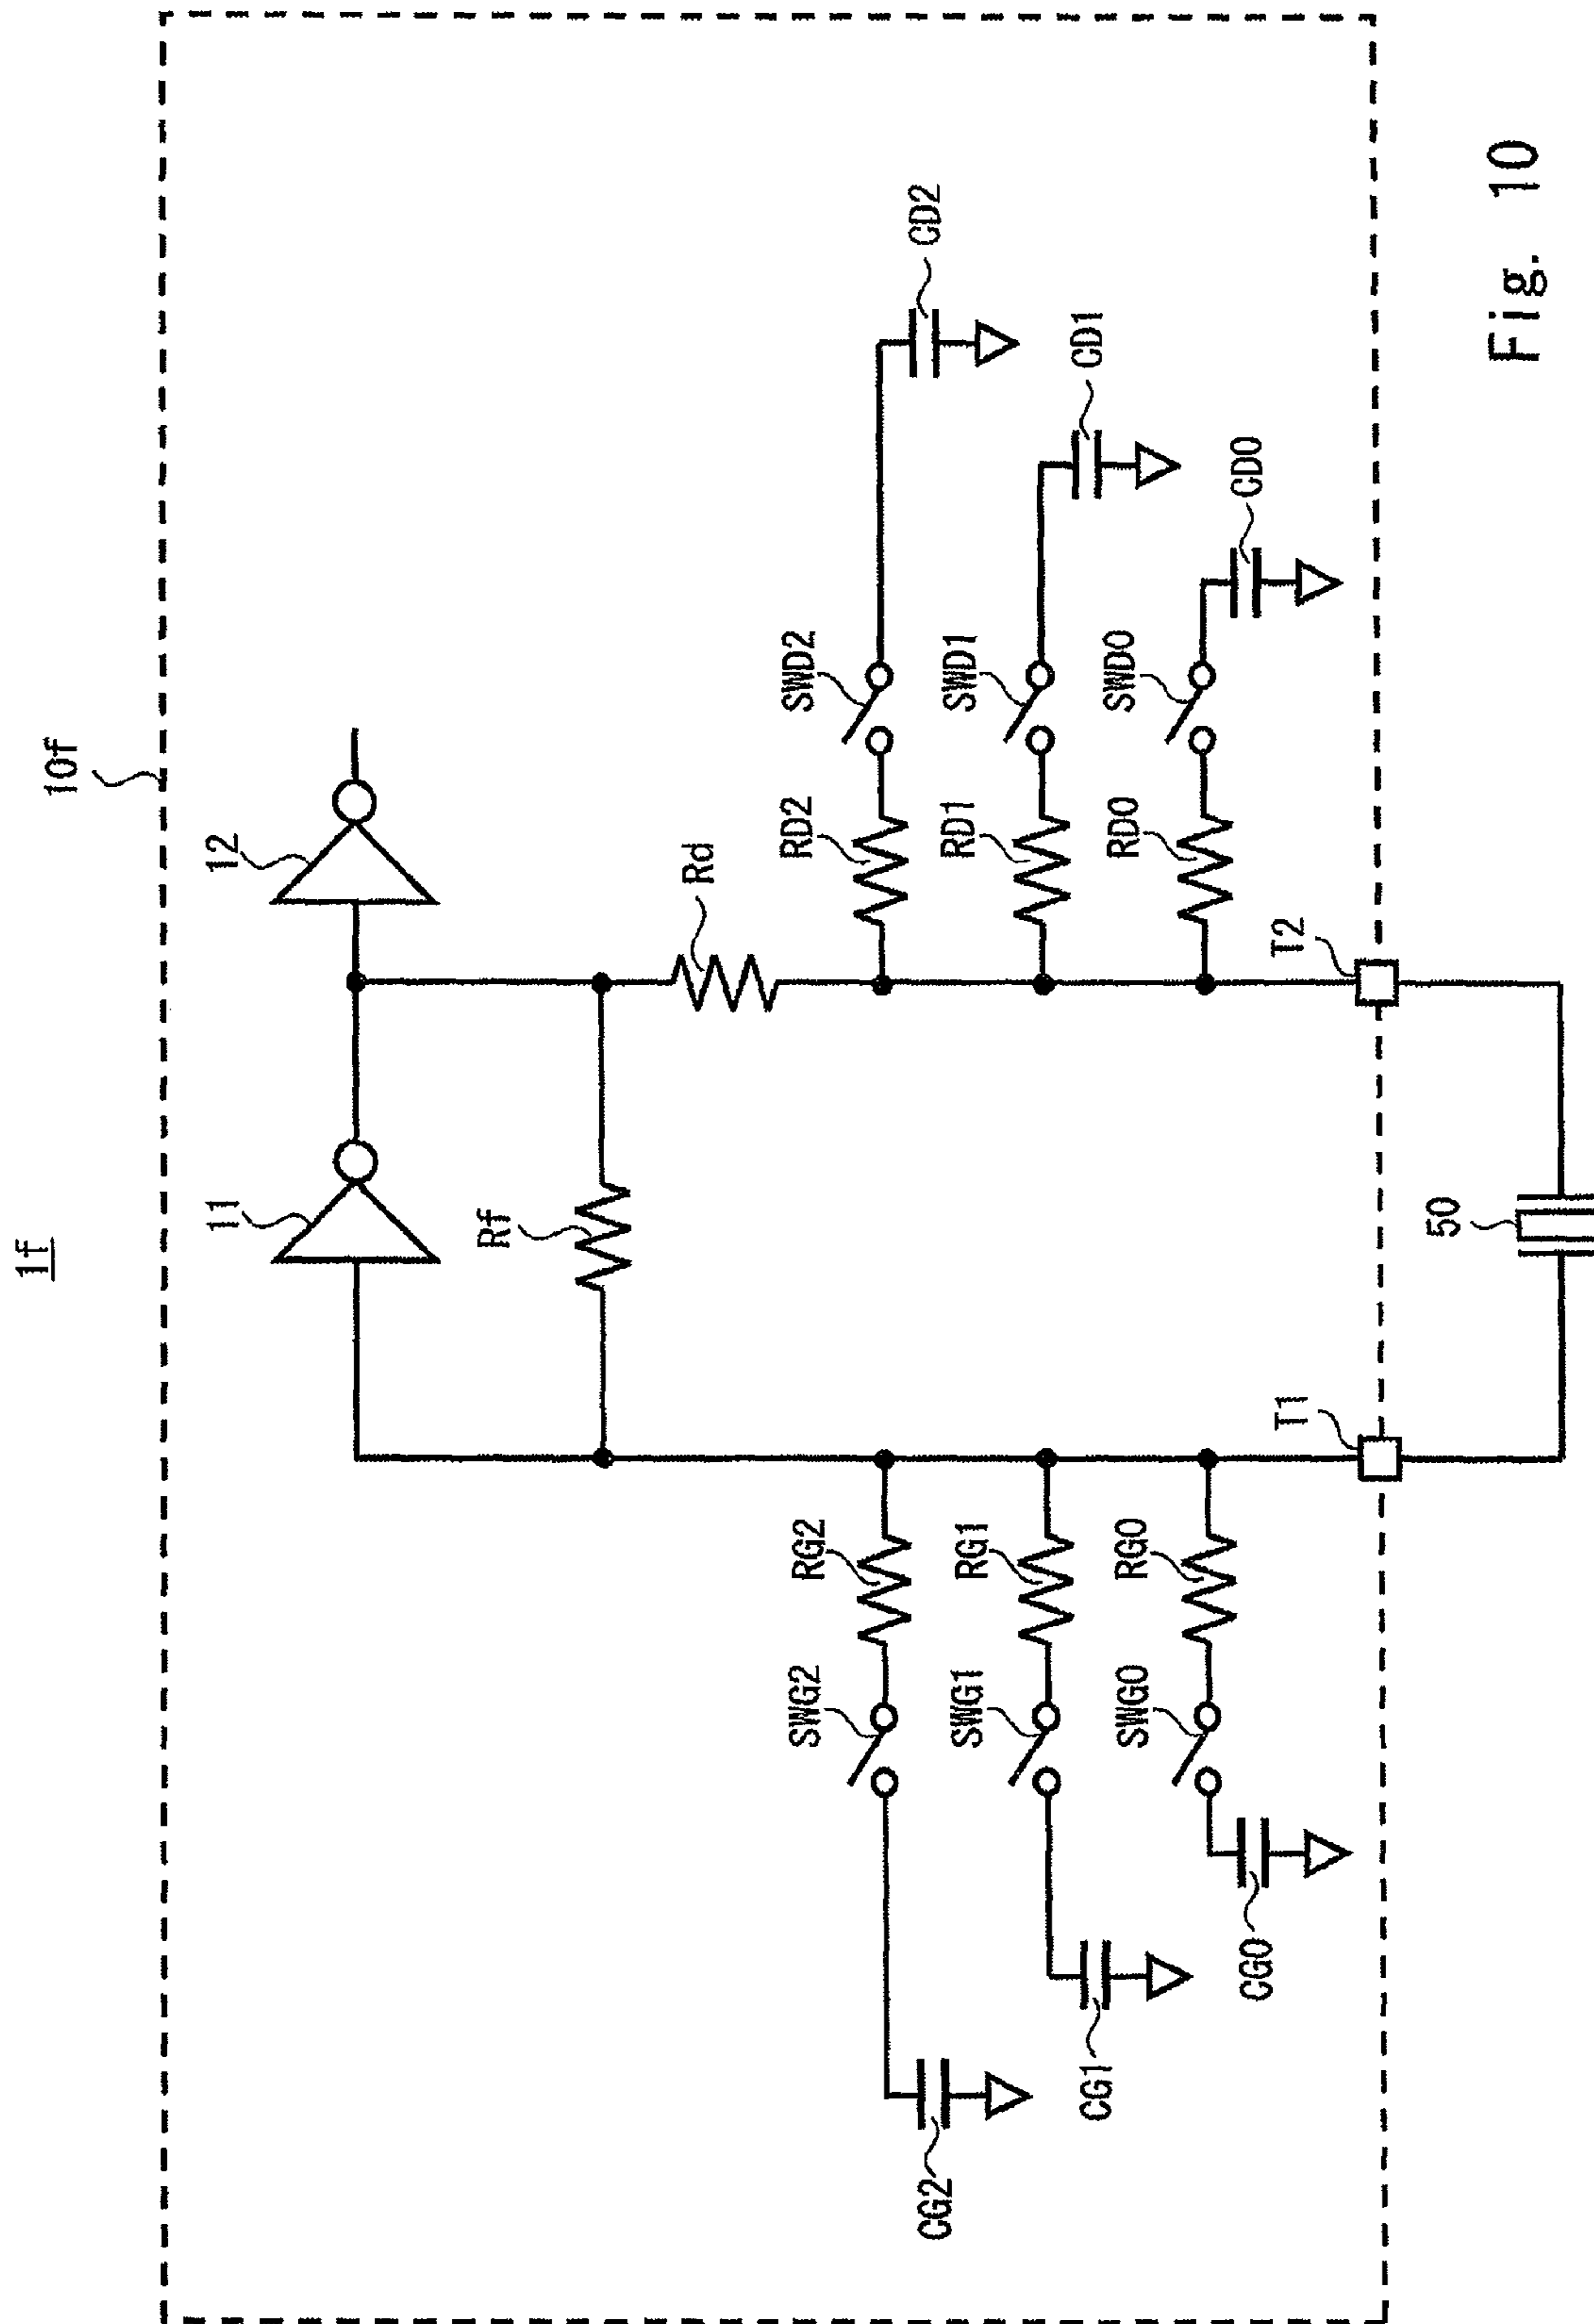 1f
10f
11
12
Rf
Rd
CG2
SWG2
RG2
RD2
SWD2
CD2
CG1
SWG1
RG1
RD1
SWD1
CD1
CG0
SWG0
RG0
RD0
SWD0
CD0
T1
T2
50
Fig. 10